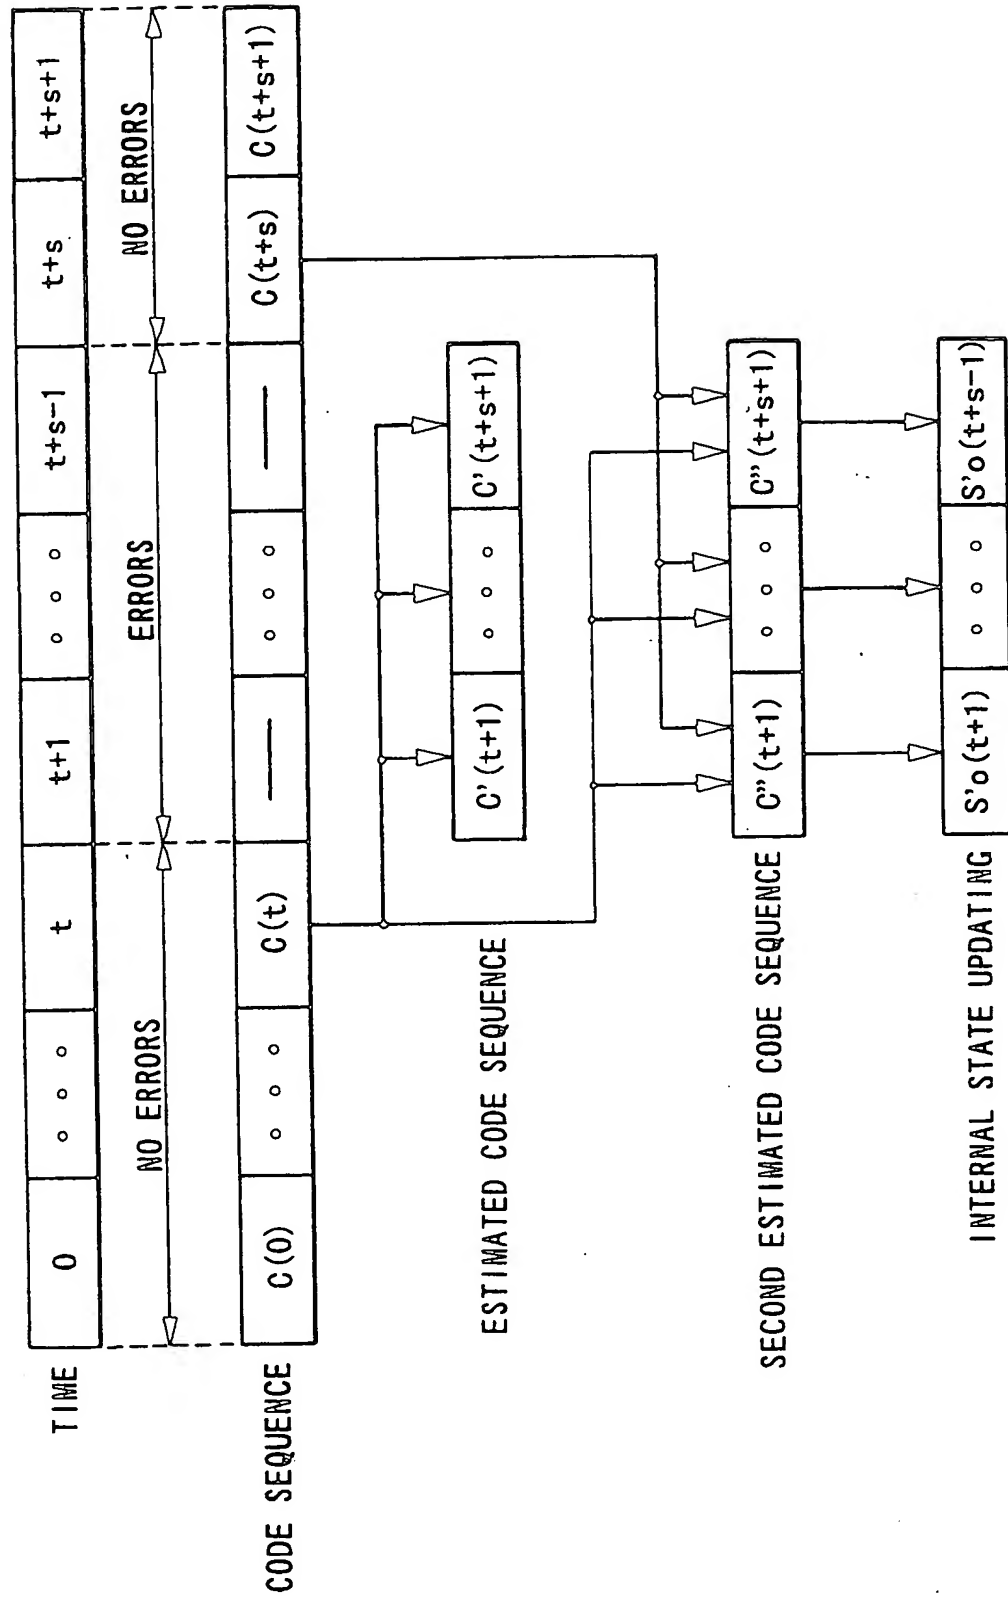 TIME
0
t
t+1
t+s-1
t+s
t+s+1
NO ERRORS
ERRORS
NO ERRORS
CODE SEQUENCE
C(0)
C(t)
C(t+s)
C(t+s+1)
ESTIMATED CODE SEQUENCE
C'(t+1)
C'(t+s+1)
SECOND ESTIMATED CODE SEQUENCE
C"(t+1)
C"(t+s+1)
INTERNAL STATE UPDATING
S'o(t+1)
S'o(t+s-1)